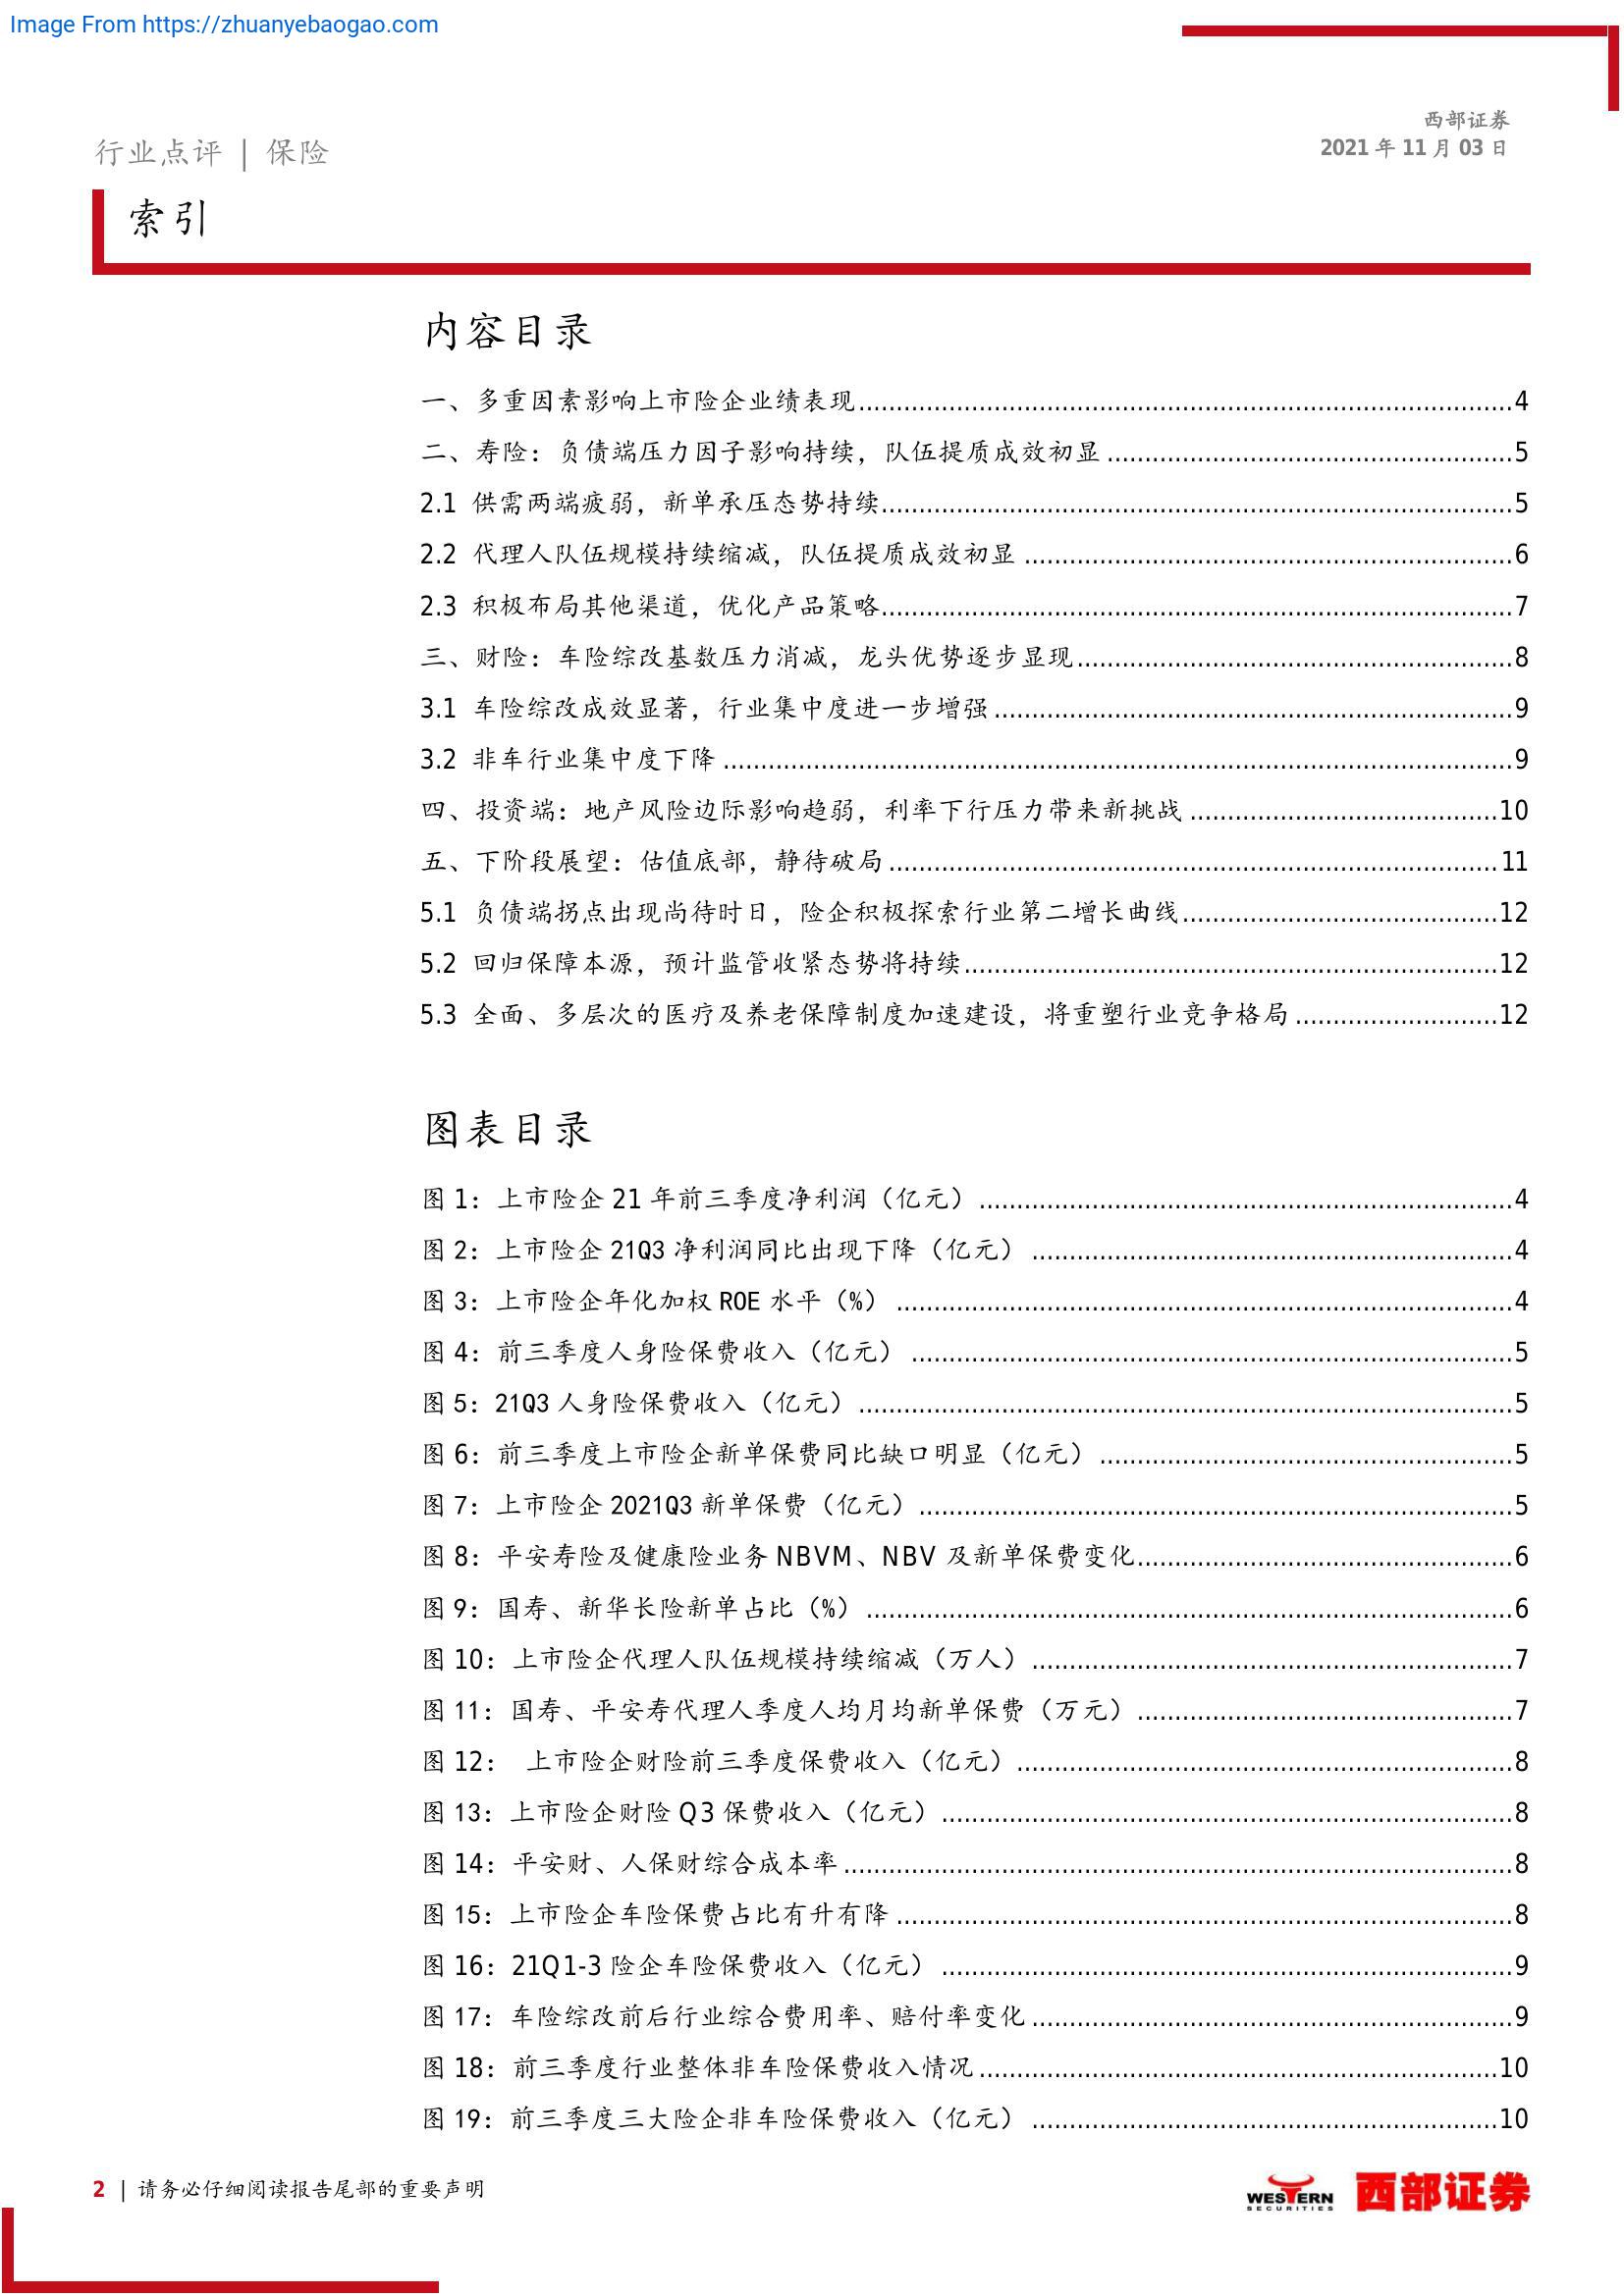 Image From https://zhuanyebaogao.com
西部证券
2021 年 11 月 03 日
行业点评 | 保险
索引
内容目录
一、多重因素影响上市险企业绩表现........................4
二、寿险：负债端压力因子影响持续，队伍提质成效初显........................5
2.1 供需两端疲弱，新单承压态势持续........................5
2.2 代理人队伍规模持续缩减，队伍提质成效初显........................6
2.3 积极布局其他渠道，优化产品策略........................7
三、财险：车险综改基数压力消减，龙头优势逐步显现........................8
3.1 车险综改成效显著，行业集中度进一步增强........................9
3.2 非车行业集中度下降........................9
四、投资端：地产风险边际影响趋弱，利率下行压力带来新挑战........................10
五、下阶段展望：估值底部，静待破局........................11
5.1 负债端拐点出现尚待时日，险企积极探索行业第二增长曲线........................12
5.2 回归保障本源，预计监管收紧态势将持续........................12
5.3 全面、多层次的医疗及养老保障制度加速建设，将重塑行业竞争格局........................12
图表目录
图 1：上市险企 21 年前三季度净利润（亿元）........................4
图 2：上市险企 21Q3 净利润同比出现下降（亿元）........................4
图 3：上市险企年化加权 ROE 水平（%）........................4
图 4：前三季度人身险保费收入（亿元）........................5
图 5：21Q3 人身险保费收入（亿元）........................5
图 6：前三季度上市险企新单保费同比缺口明显（亿元）........................5
图 7：上市险企 2021Q3 新单保费（亿元）........................5
图 8：平安寿险及健康险业务 NBVM、NBV 及新单保费变化........................6
图 9：国寿、新华长险新单占比（%）........................6
图 10：上市险企代理人队伍规模持续缩减（万人）........................7
图 11：国寿、平安寿代理人季度人均月均新单保费（万元）........................7
图 12： 上市险企财险前三季度保费收入（亿元）........................8
图 13：上市险企财险 Q3 保费收入（亿元）........................8
图 14：平安财、人保财综合成本率........................8
图 15：上市险企车险保费占比有升有降........................8
图 16：21Q1-3 险企车险保费收入（亿元）........................9
图 17：车险综改前后行业综合费用率、赔付率变化........................9
图 18：前三季度行业整体非车险保费收入情况........................10
图 19：前三季度三大险企非车险保费收入（亿元）........................10
2 | 请务必仔细阅读报告尾部的重要声明
WESTERN
SECURITIES
西部证券